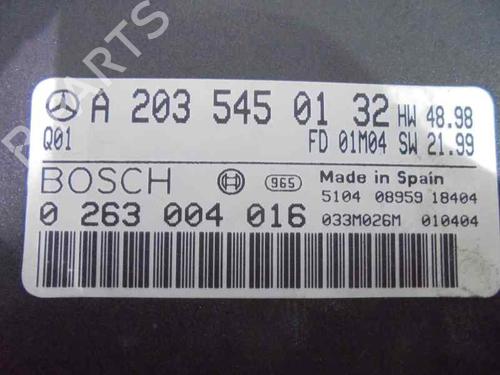 A 203 545 01 32 HW 48.98
Q01 FD 01M04 SW 21.99
BOSCH 965 Made in Spain
5104 08959 18404
0 263 004 016 033M026M 010404
PARTS